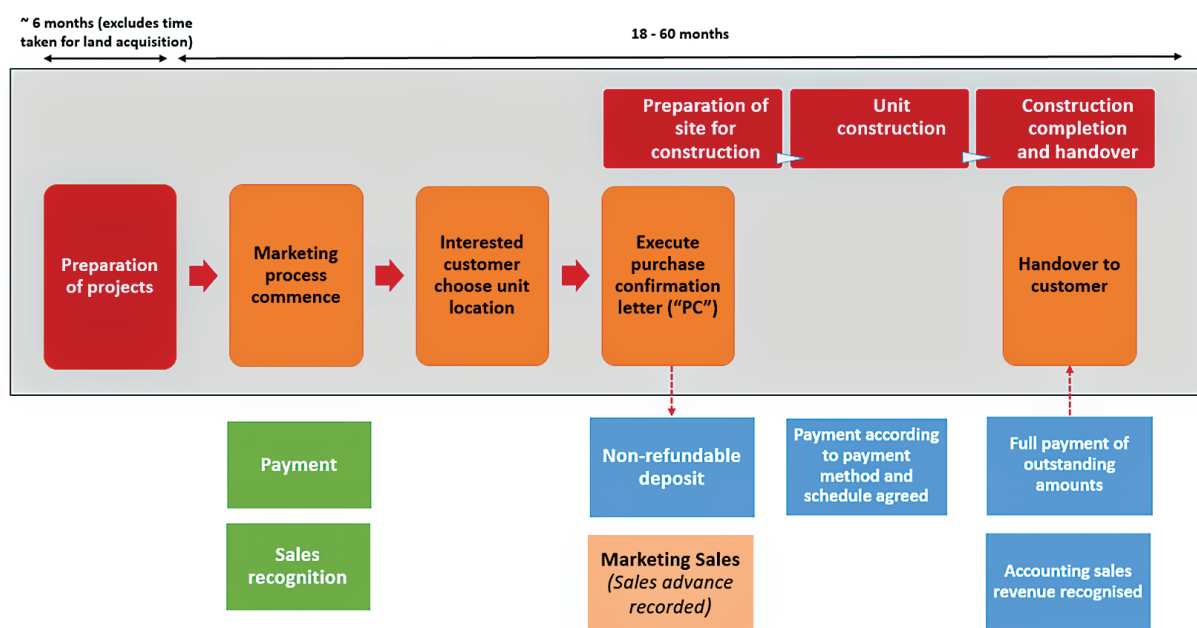 ~ 6 months (excludes time
taken for land acquisition)
18 - 60 months
Preparation of
site for
construction
Unit
construction
Construction
completion
and handover
Preparation
of projects
Marketing
process
commence
Interested
customer
choose unit
location
Execute
purchase
confirmation
letter (“PC”)
Handover to
customer
Payment
Non-refundable
deposit
Payment according
to payment
method and
schedule agreed
Full payment of
outstanding
amounts
Sales
recognition
Marketing Sales
(Sales advance
recorded)
Accounting sales
revenue recognised